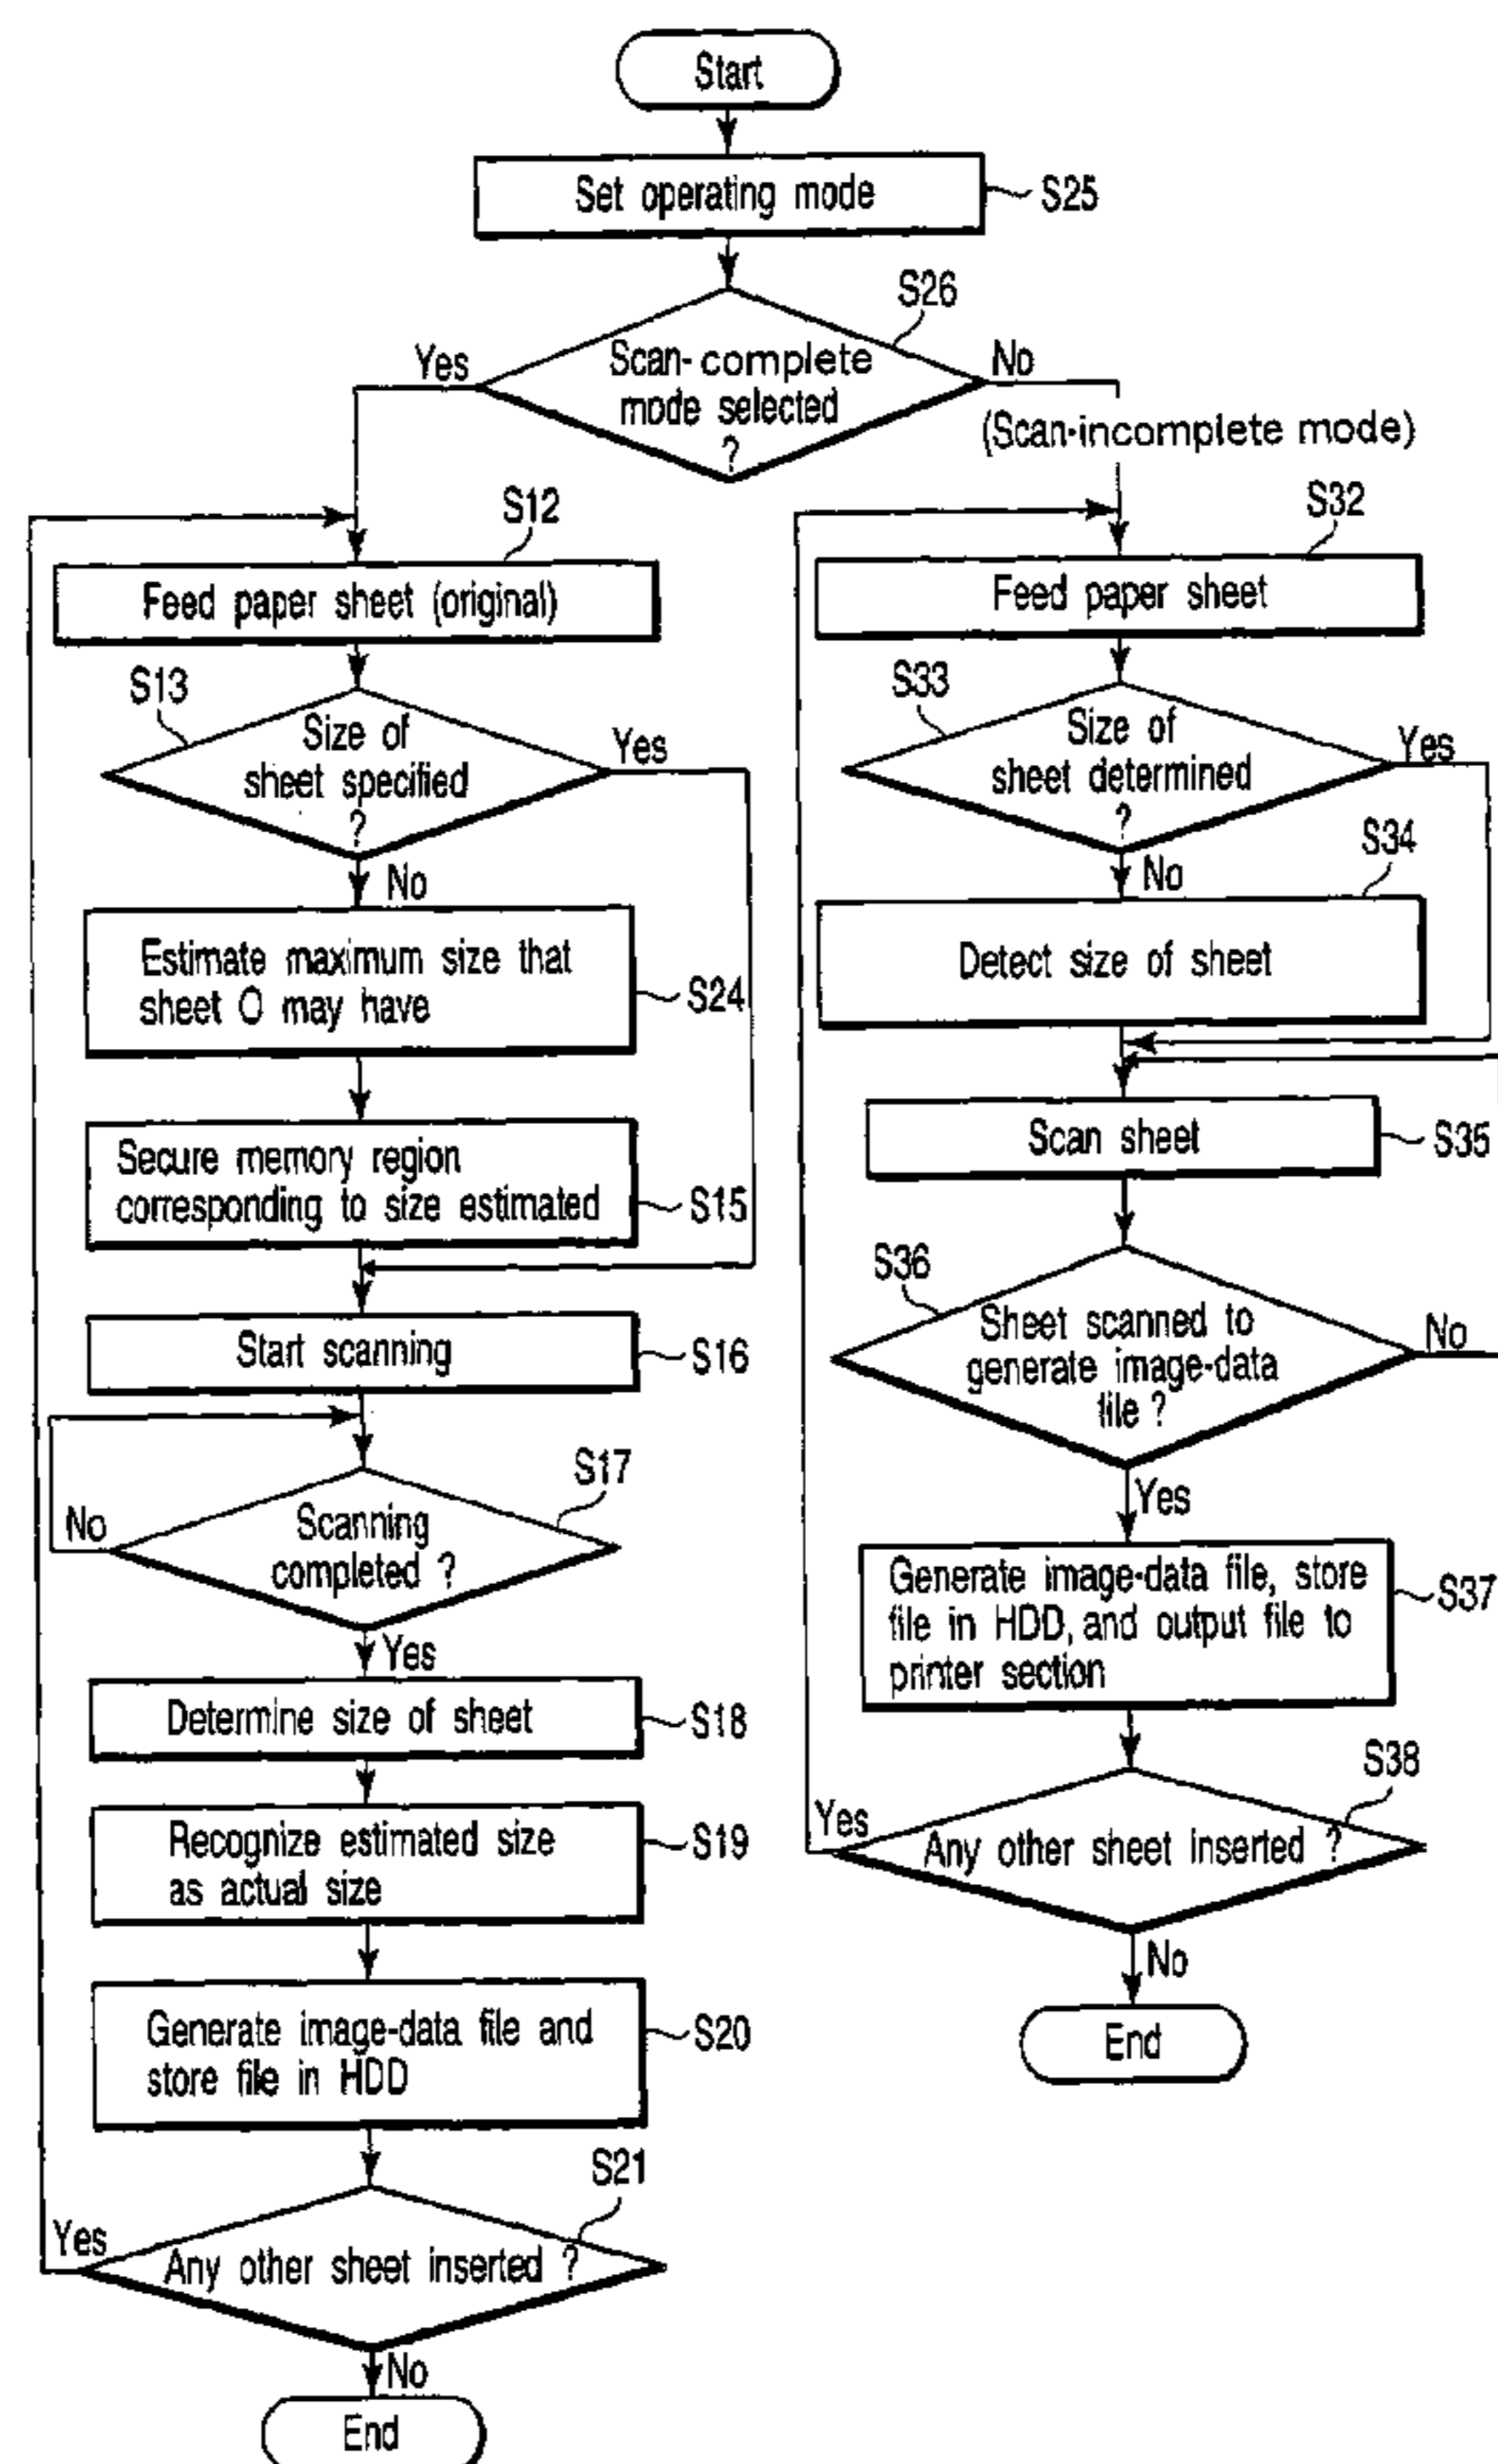 Start
Set operating mode
S25
S26
Scan-complete
mode selected
?
Yes
No
(Scan-incomplete mode)
S12
Feed paper sheet (original)
S13
Size of
sheet specified
?
Yes
No
Estimate maximum size that
sheet O may have
S24
Secure memory region
corresponding to size estimated
S15
Start scanning
S16
S17
Scanning
completed ?
No
Yes
Determine size of sheet
S18
Recognize estimated size
as actual size
S19
Generate image-data file and
store file in HDD
S20
S21
Any other sheet inserted ?
Yes
No
End
S32
Feed paper sheet
S33
Size of
sheet determined
?
Yes
No
S34
Detect size of sheet
Scan sheet
S35
S36
Sheet scanned to
generate image-data
file ?
No
Yes
Generate image-data file, store
file in HDD, and output file to
printer section
S37
S38
Any other sheet inserted ?
Yes
No
End